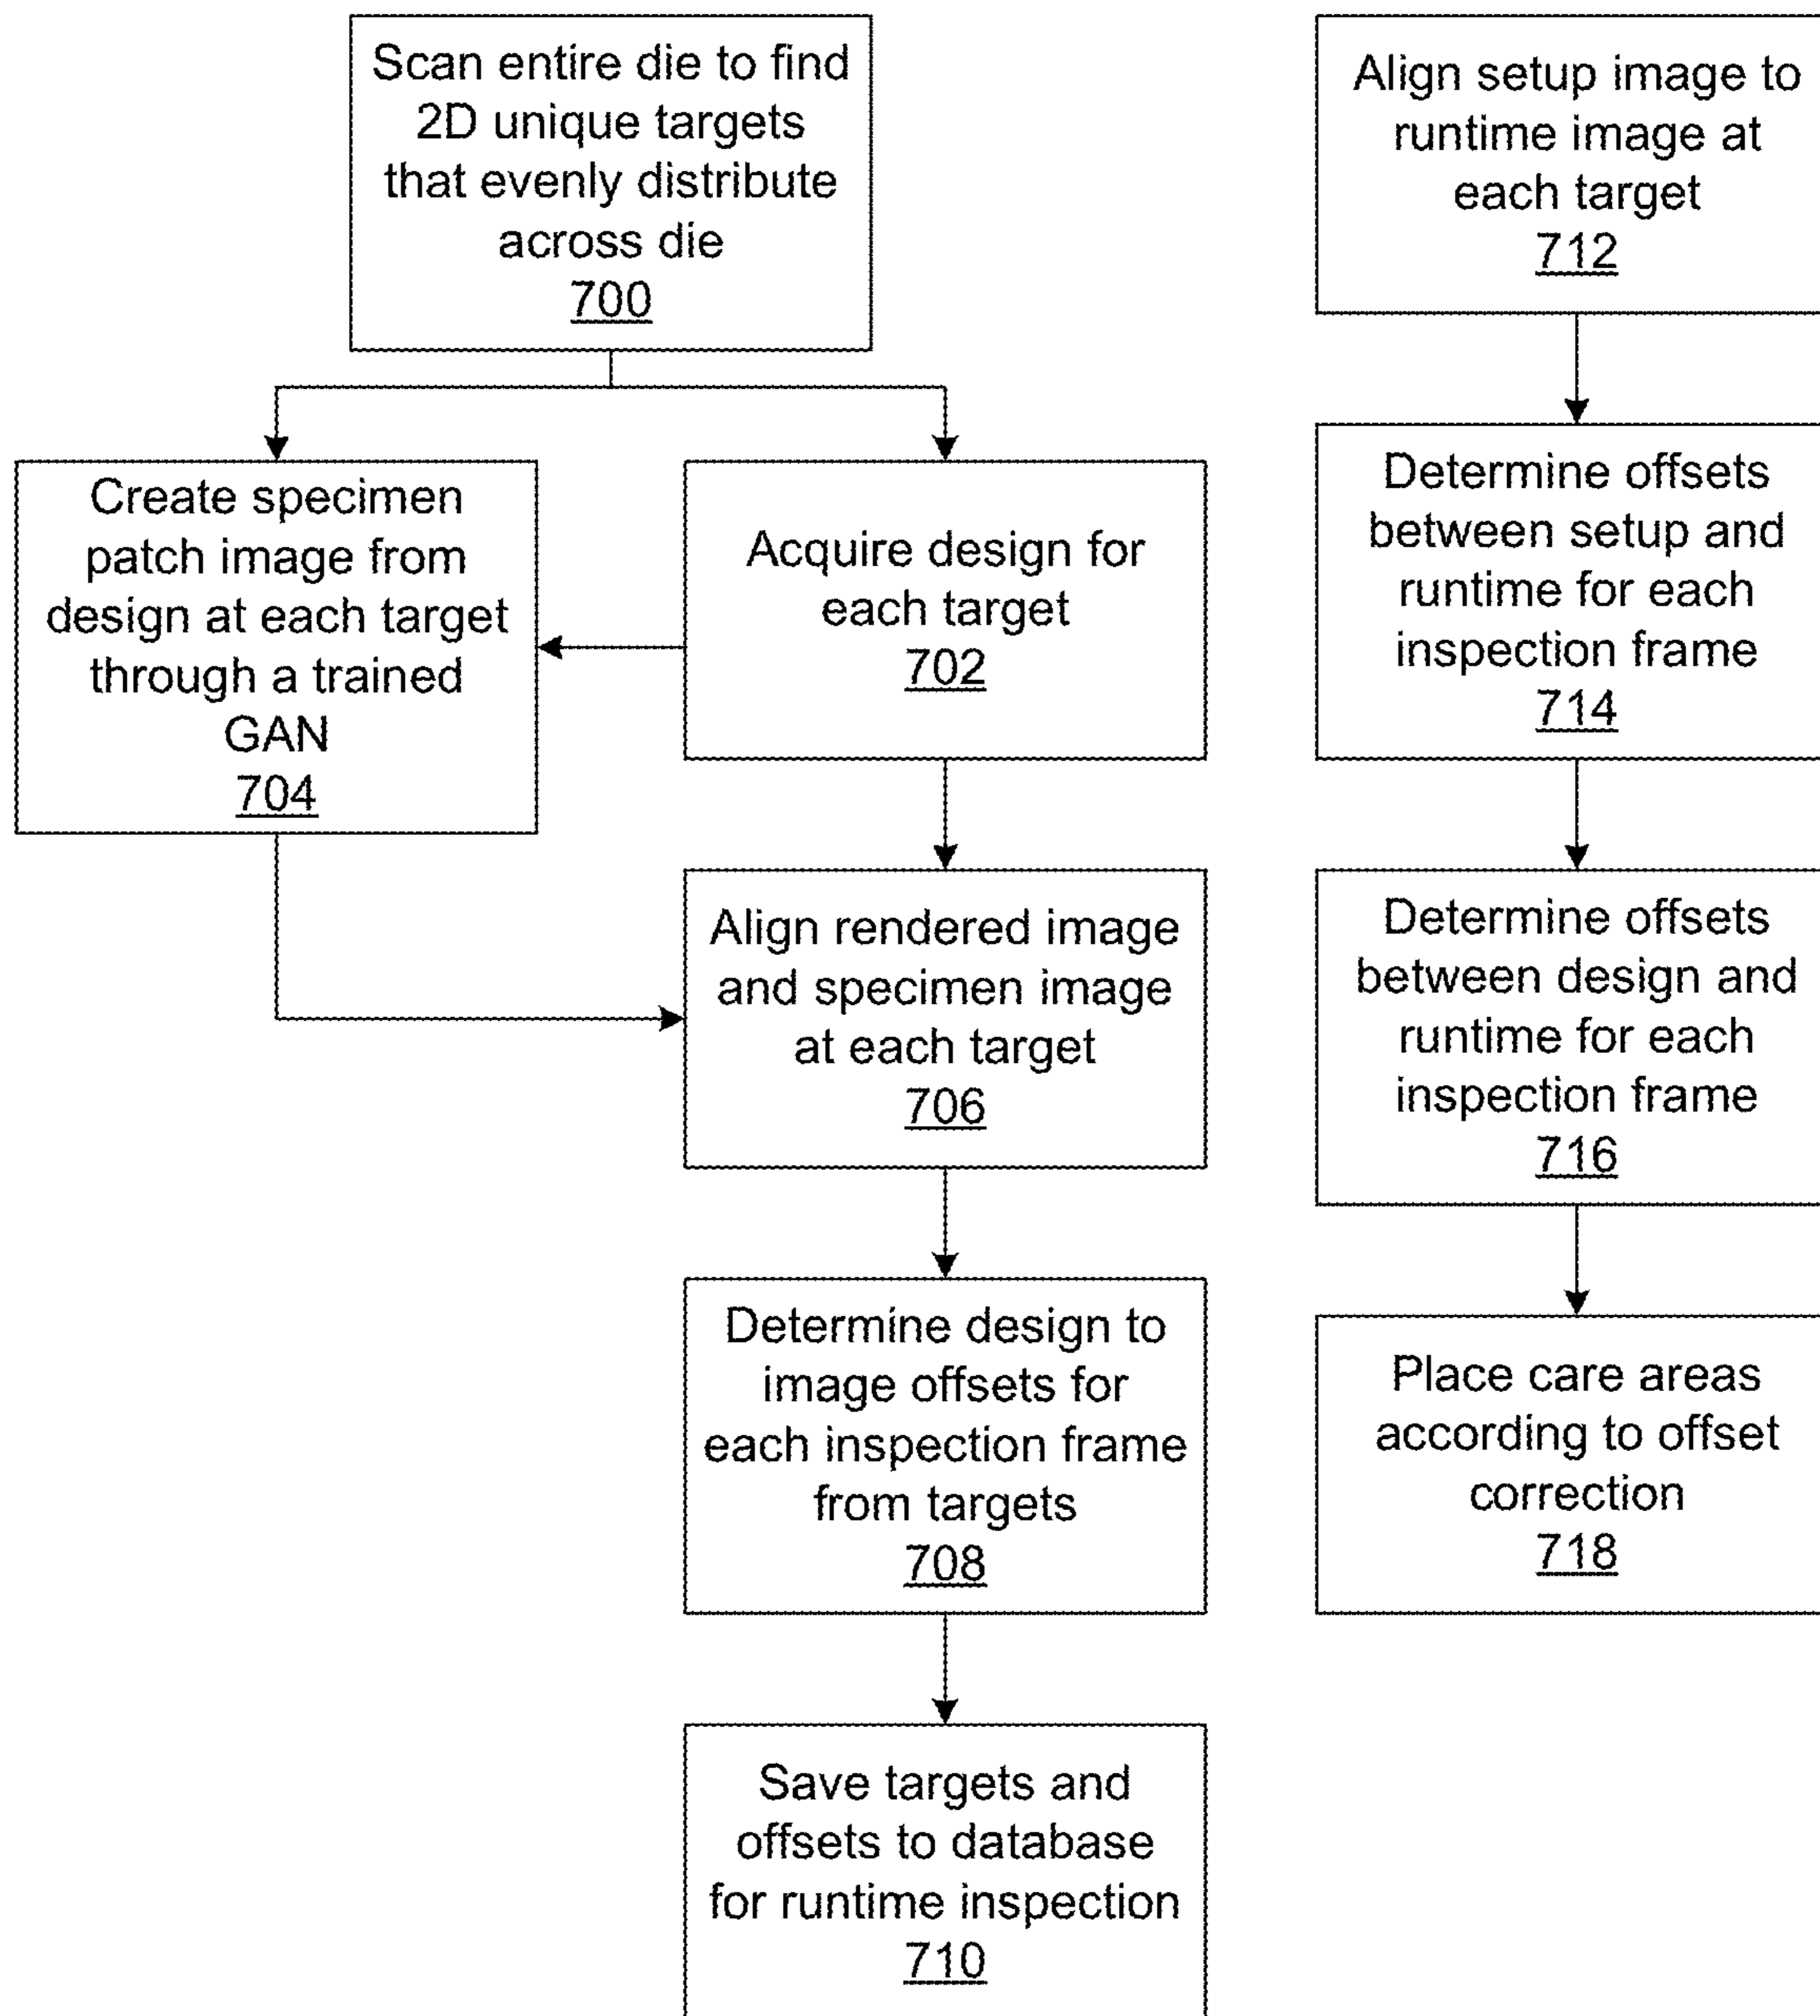 Scan entire die to find
2D unique targets
that evenly distribute
across die
700
Create specimen
patch image from
design at each target
through a trained
GAN
704
Acquire design for
each target
702
Align rendered image
and specimen image
at each target
706
Determine design to
image offsets for
each inspection frame
from targets
708
Save targets and
offsets to database
for runtime inspection
710
Align setup image to
runtime image at
each target
712
Determine offsets
between setup and
runtime for each
inspection frame
714
Determine offsets
between design and
runtime for each
inspection frame
716
Place care areas
according to offset
correction
718